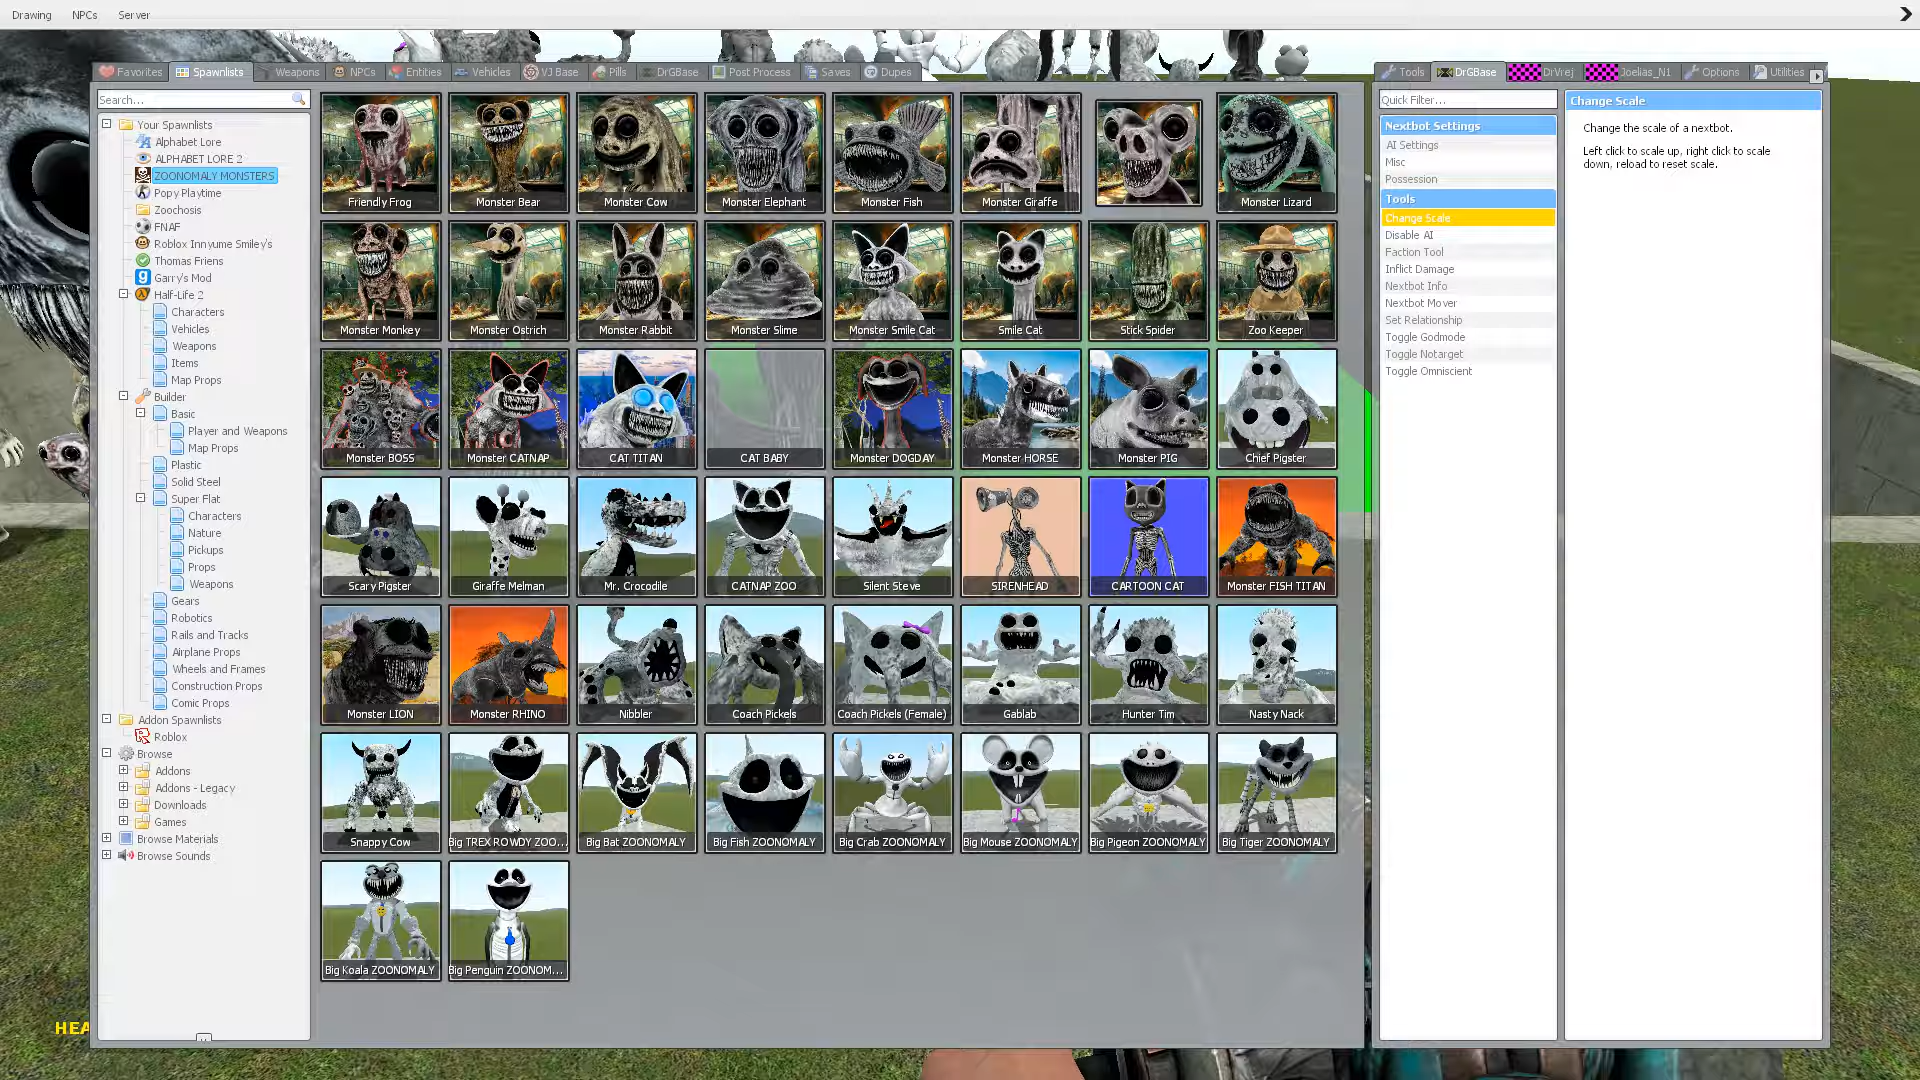 Drawing NPCs Server
Favorites Spawnlists Weapons NPCs Entities Vehicles VJ Base Pills DrGBase Post Process Saves Dupes
Search...
Your Spawnlists
Alphabet Lore
ALPHABET LORE 2
ZOONOMALY MONSTERS
Popy Playtime
Zoochosis
FNAF
Roblox Innyume Smiley's
Thomas Friens
Garry's Mod
Half-Life 2
Characters
Vehicles
Weapons
Items
Map Props
Builder
Basic
Player and Weapons
Map Props
Plastic
Solid Steel
Super Flat
Characters
Nature
Pickups
Props
Weapons
Gears
Robotics
Rails and Tracks
Airplane Props
Wheels and Frames
Construction Props
Comic Props
Addon Spawnlists
Roblox
Browse
Addons
Addons - Legacy
Downloads
Games
Browse Materials
Browse Sounds
Friendly Frog Monster Bear Monster Cow Monster Elephant Monster Fish Monster Giraffe Monster Lizard
Monster Monkey Monster Ostrich Monster Rabbit Monster Slime Monster Smile Cat Smile Cat Stick Spider Zoo Keeper
Monster BOSS Monster CATNAP CAT TITAN CAT BABY Monster DOGDAY Monster HORSE Monster PIG Chief Pigster
Scary Pigster Giraffe Melman Mr. Crocodile CATNAP ZOO Silent Steve SIRENHEAD CARTOON CAT Monster FISH TITAN
Monster LION Monster RHINO Nibbler Coach Pickels Coach Pickels (Female) Gablab Hunter Tim Nasty Nack
Snappy Cow Big TREX ROWDY ZOO... Big Bat ZOONOMALY Big Fish ZOONOMALY Big Crab ZOONOMALY Big Mouse ZOONOMALY Big Pigeon ZOONOMALY Big Tiger ZOONOMALY
Big Koala ZOONOMALY Big Penguin ZOONOM...
HEA
Tools DrGBase DrVrej Joelias_N1 Options Utilities
Quick Filter...
Nextbot Settings
AI Settings
Misc
Possession
Tools
Change Scale
Disable AI
Faction Tool
Inflict Damage
Nextbot Info
Nextbot Mover
Set Relationship
Toggle Godmode
Toggle Notarget
Toggle Omniscient
Change Scale
Change the scale of a nextbot.
Left click to scale up, right click to scale
down, reload to reset scale.